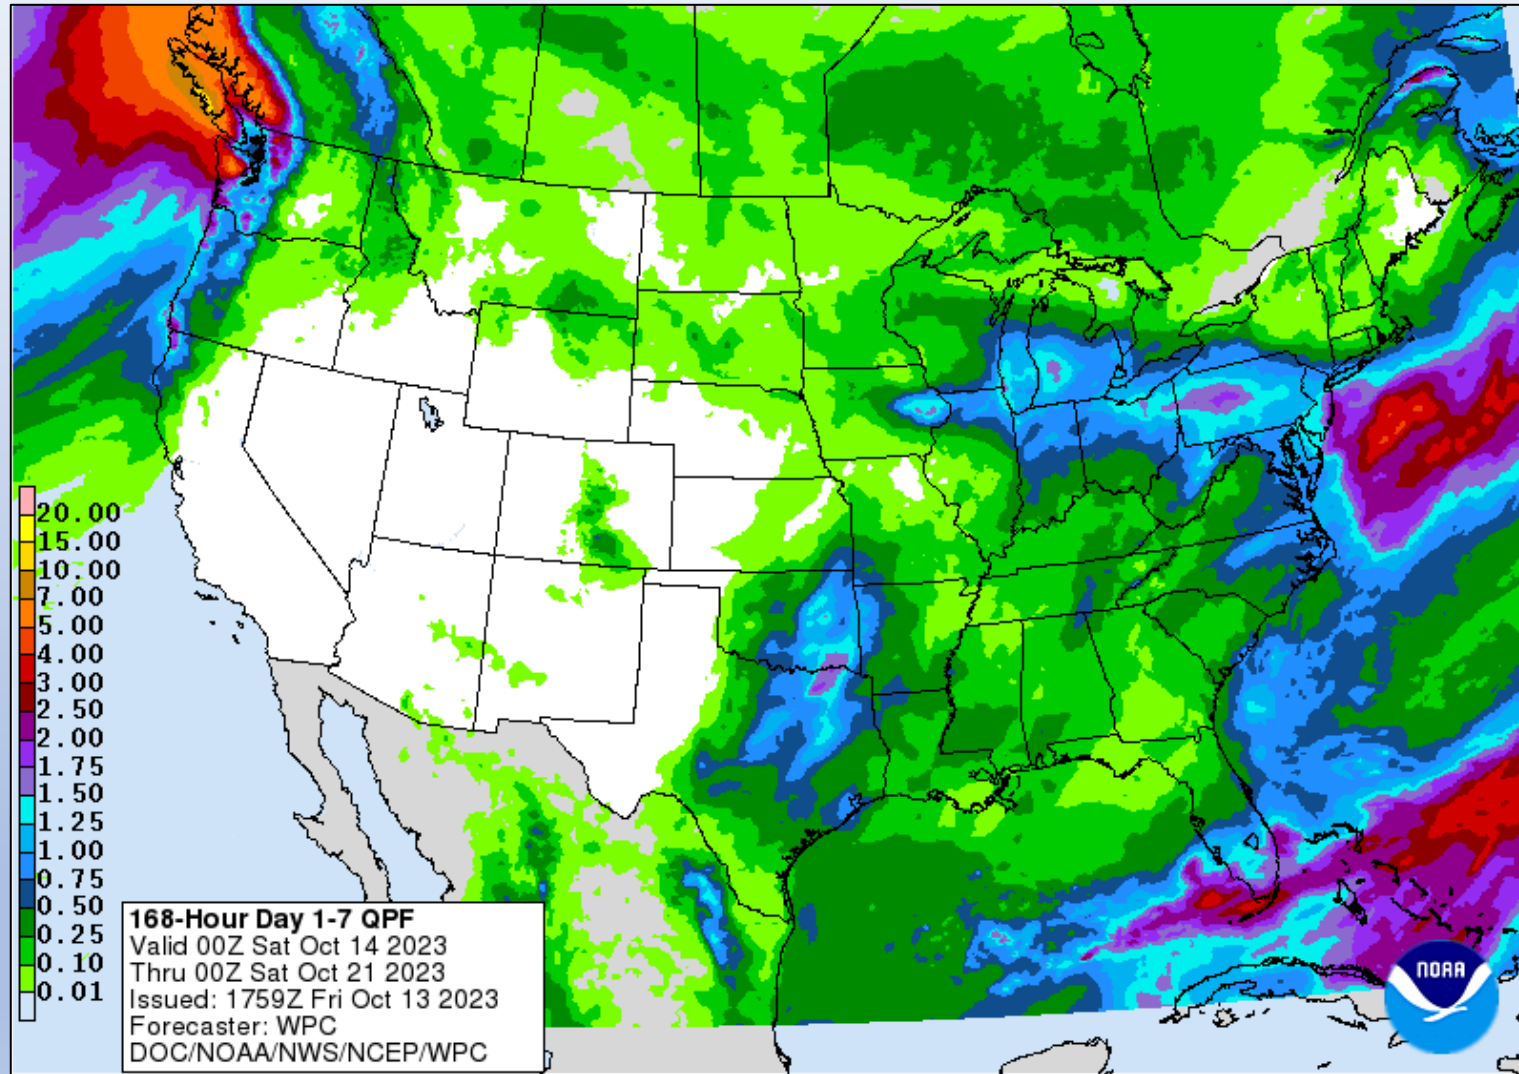 20.00
15.00
10.00
7.00
5.00
4.00
3.00
2.50
2.00
1.75
1.50
1.25
1.00
0.75
0.50
0.25
0.10
0.01
168-Hour Day 1-7 QPF
Valid 00Z Sat Oct 14 2023
Thru 00Z Sat Oct 21 2023
Issued: 1759Z Fri Oct 13 2023
Forecaster: WPC
DOC/NOAA/NWS/NCEP/WPC
NOAA